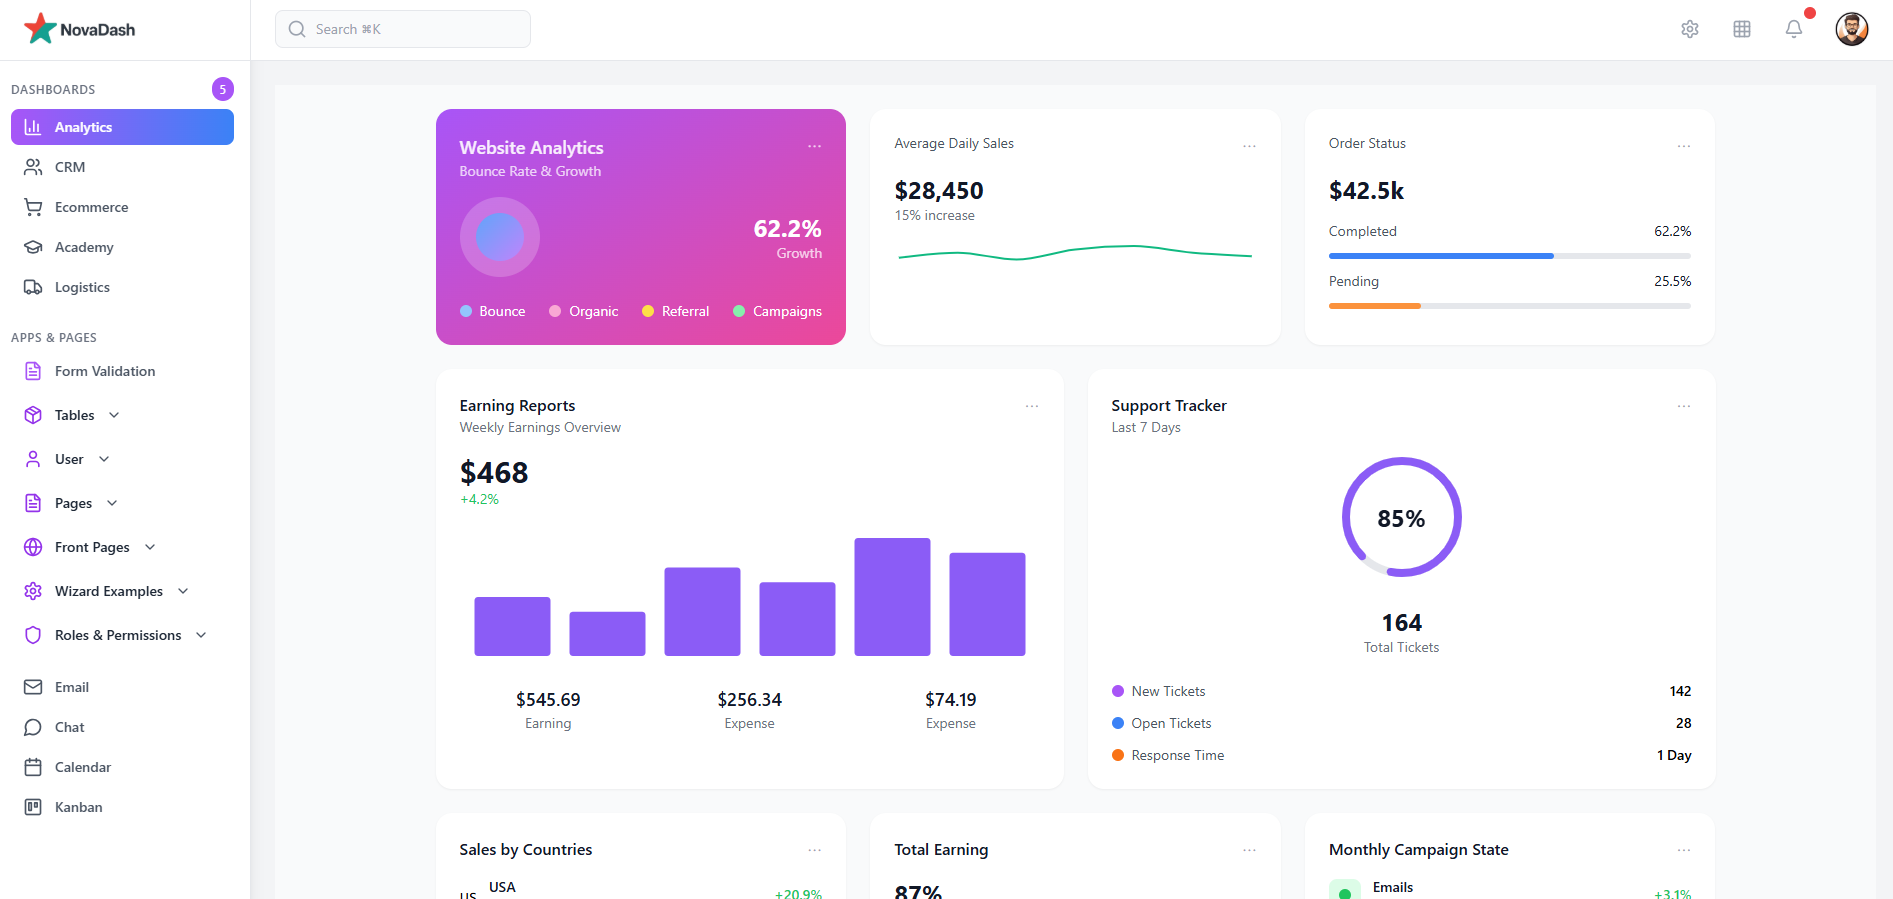 NovaDash
Search ⌘K
DASHBOARDS
5
Analytics
CRM
Ecommerce
Academy
Logistics
APPS & PAGES
Form Validation
Tables
User
Pages
Front Pages
Wizard Examples
Roles & Permissions
Email
Chat
Calendar
Kanban
Website Analytics
Bounce Rate & Growth
62.2%
Growth
Bounce
Organic
Referral
Campaigns
Average Daily Sales
$28,450
15% increase
Order Status
$42.5k
Completed
62.2%
Pending
25.5%
Earning Reports
Weekly Earnings Overview
$468
+4.2%
$545.69
Earning
$256.34
Expense
$74.19
Expense
Support Tracker
Last 7 Days
85%
164
Total Tickets
New Tickets
142
Open Tickets
28
Response Time
1 Day
Sales by Countries
US
USA
+20.9%
Total Earning
87%
Monthly Campaign State
Emails
+3.1%